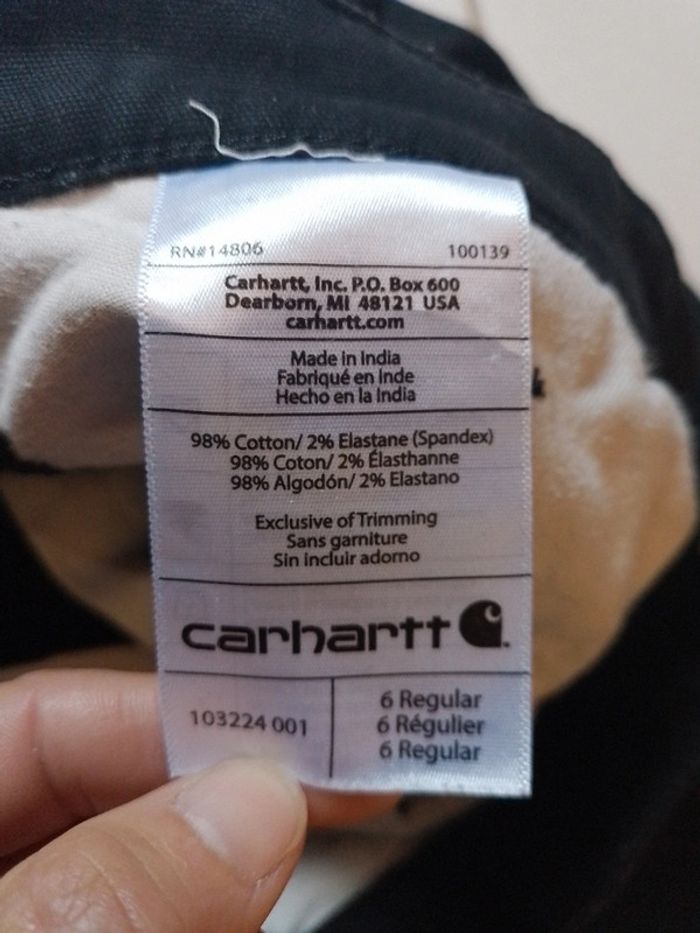 RN#14806 100139
Carhartt, Inc. P.O. Box 600
Dearborn, MI 48121 USA
carhartt.com
Made in India
Fabriqué en Inde
Hecho en la India
98% Cotton/ 2% Elastane (Spandex)
98% Coton/ 2% Élasthanne
98% Algodón/ 2% Elastano
Exclusive of Trimming
Sans garniture
Sin incluir adorno
carhartt
103224 001
6 Regular
6 Régulier
6 Regular